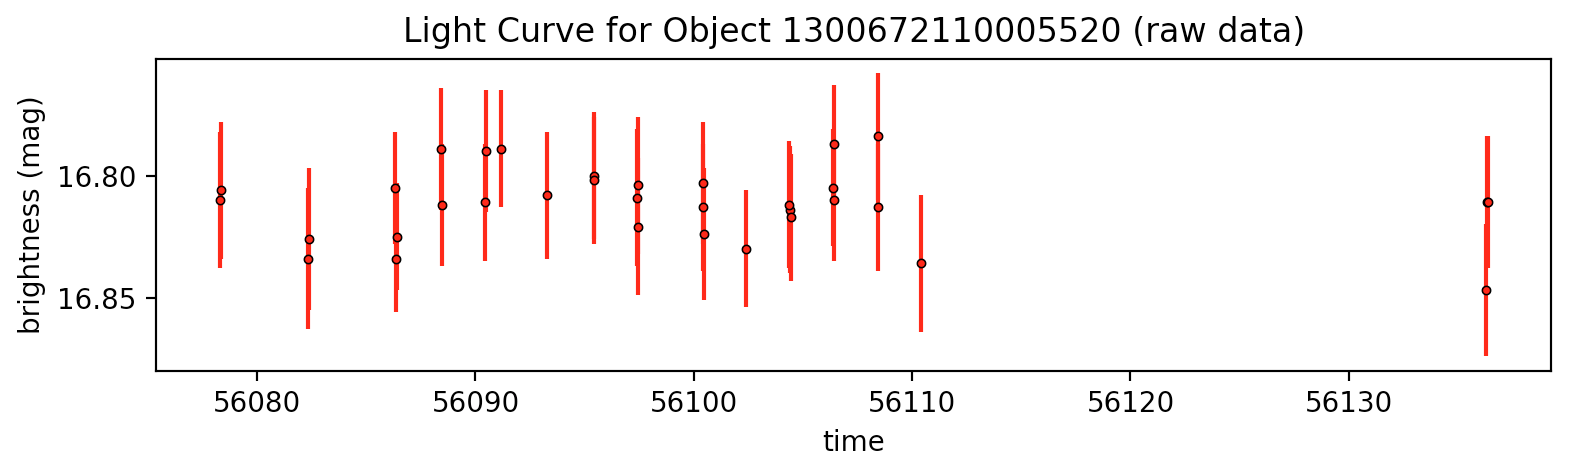 Light Curve for Object 1300672110005520 (raw data)
brightness (mag)
16.80
16.85
56080 56090 56100 56110 56120 56130
time